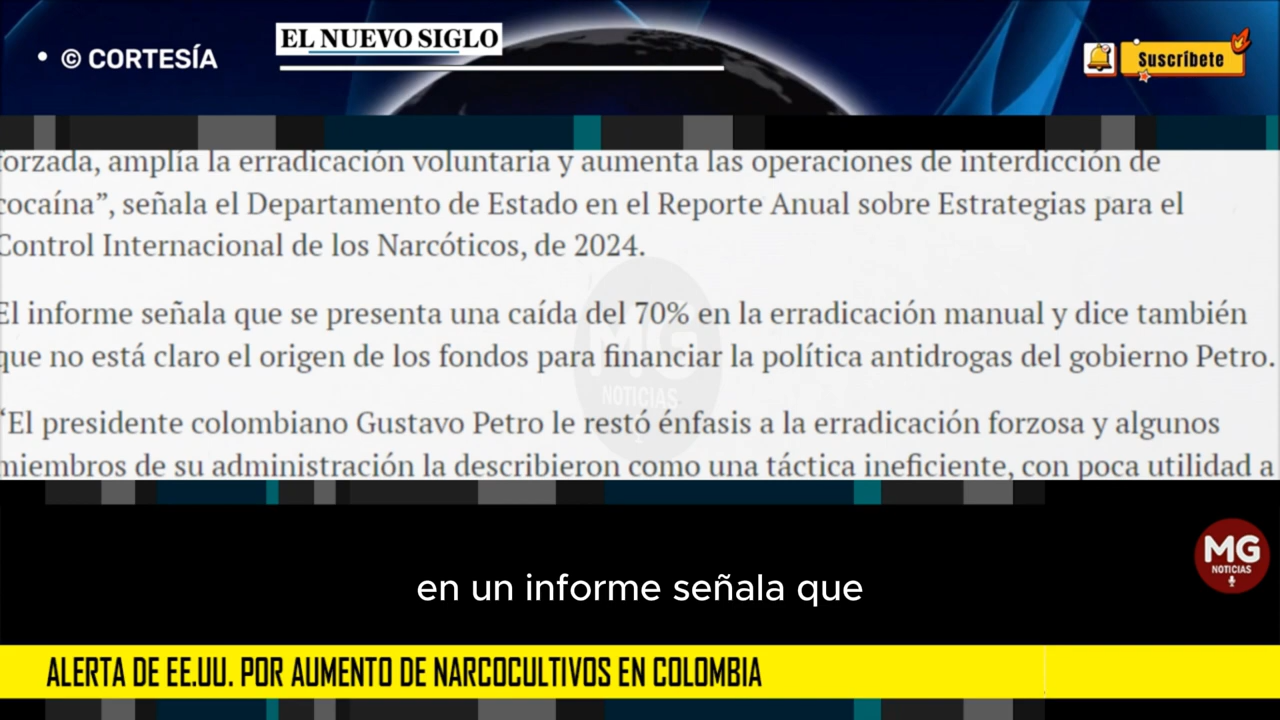 © CORTESÍA
EL NUEVO SIGLO
Suscríbete
forzada, amplía la erradicación voluntaria y aumenta las operaciones de interdicción de
cocaína”, señala el Departamento de Estado en el Reporte Anual sobre Estrategias para el
Control Internacional de los Narcóticos, de 2024.
El informe señala que se presenta una caída del 70% en la erradicación manual y dice también
que no está claro el origen de los fondos para financiar la política antidrogas del gobierno Petro.
“El presidente colombiano Gustavo Petro le restó énfasis a la erradicación forzosa y algunos
miembros de su administración la describieron como una táctica ineficiente, con poca utilidad a
MG
NOTICIAS
en un informe señala que
MG
NOTICIAS
ALERTA DE EE.UU. POR AUMENTO DE NARCOCULTIVOS EN COLOMBIA